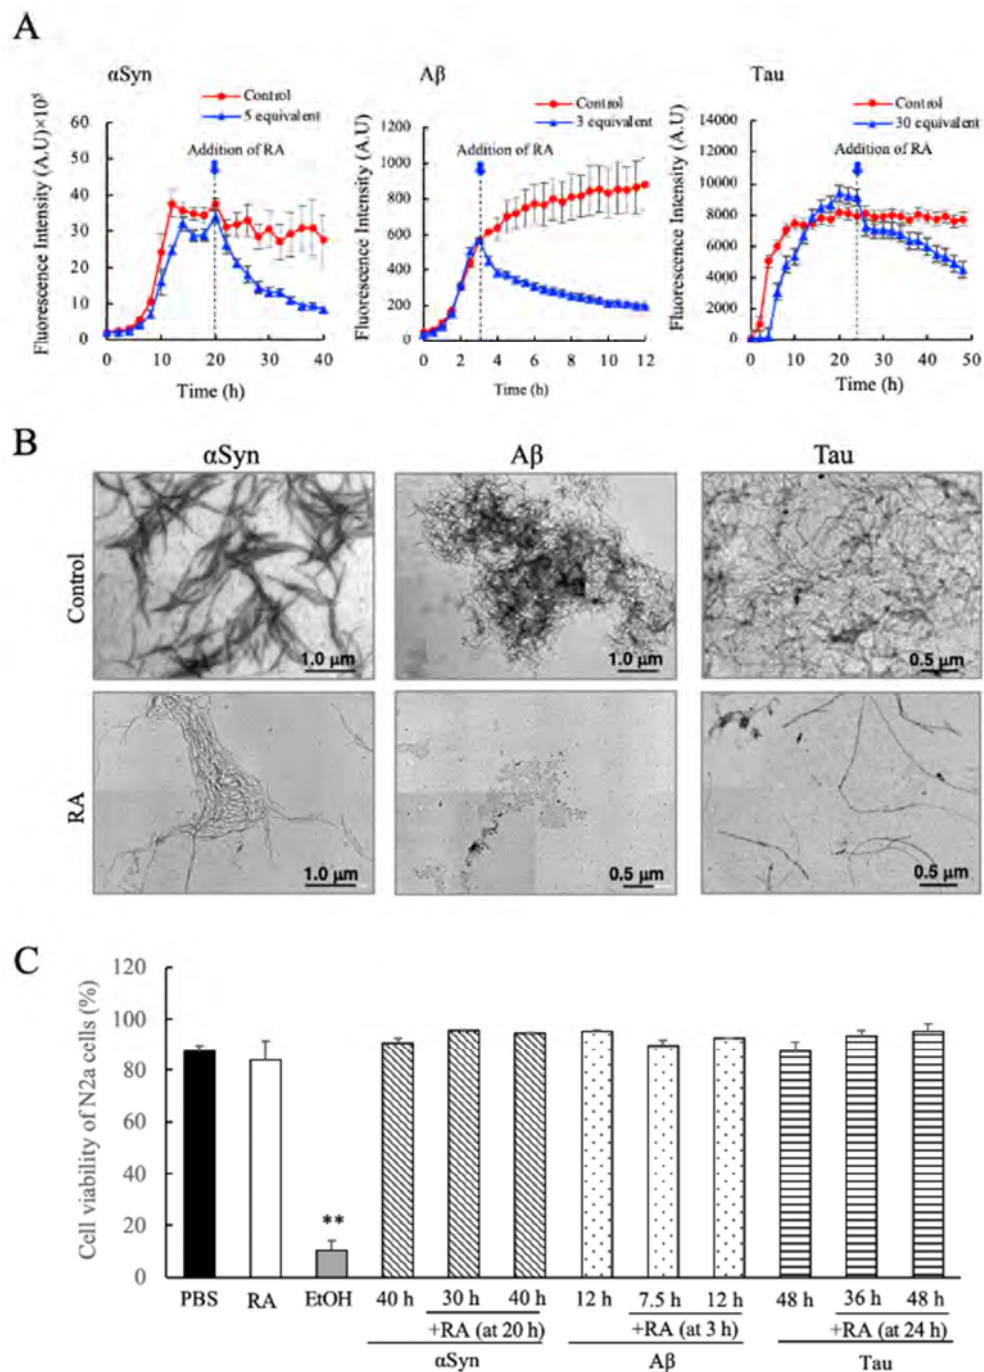 A
αSyn
Control
5 equivalent
Addition of RA
Fluorescence Intensity (A.U)×10⁵
60
50
40
30
20
10
0
0 10 20 30 40
Time (h)
Aβ
Control
3 equivalent
Addition of RA
Fluorescence Intensity (A.U)
1200
1000
800
600
400
200
0 2 4 6 8 10 12
Time (h)
Tau
Control
30 equivalent
Addition of RA
Fluorescence Intensity (A.U)
14000
12000
10000
8000
6000
4000
2000
0
0 10 20 30 40 50
Time (h)
B
αSyn Aβ Tau
Control
1.0 μm 1.0 μm 0.5 μm
RA
1.0 μm 0.5 μm 0.5 μm
C
Cell viability of N2a cells (%)
120
100
80
60
40
20
0
**
PBS RA EtOH 40 h 30 h 40 h 12 h 7.5 h 12 h 48 h 36 h 48 h
+RA (at 20 h) +RA (at 3 h) +RA (at 24 h)
αSyn Aβ Tau